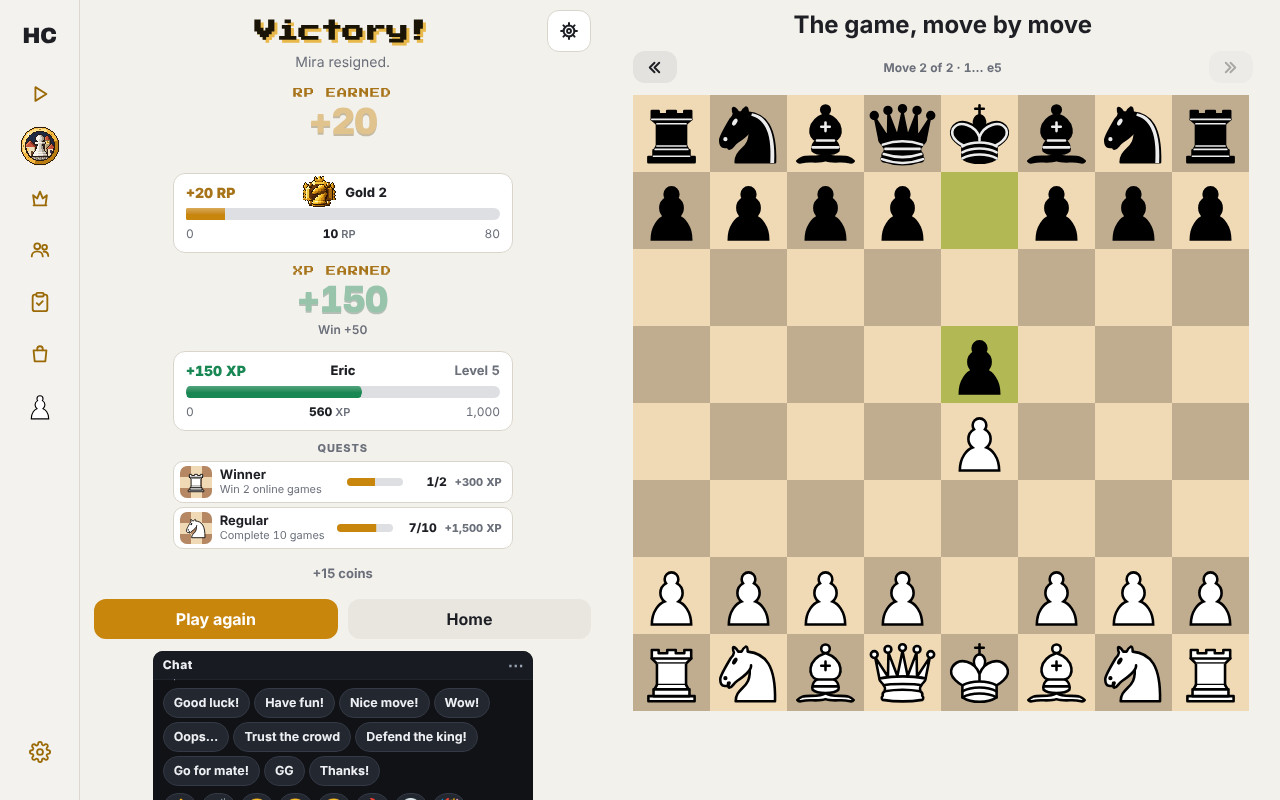 HC
Victory!
Mira resigned.
RP EARNED
+20
+20 RP
Gold 2
0
10 RP
80
XP EARNED
+150
Win +50
+150 XP
Eric
Level 5
0
560 XP
1,000
QUESTS
Winner
Win 2 online games
1/2
+300 XP
Regular
Complete 10 games
7/10
+1,500 XP
+15 coins
Play again
Home
Chat
Good luck!
Have fun!
Nice move!
Wow!
Oops...
Trust the crowd
Defend the king!
Go for mate!
GG
Thanks!
The game, move by move
Move 2 of 2 · 1... e5